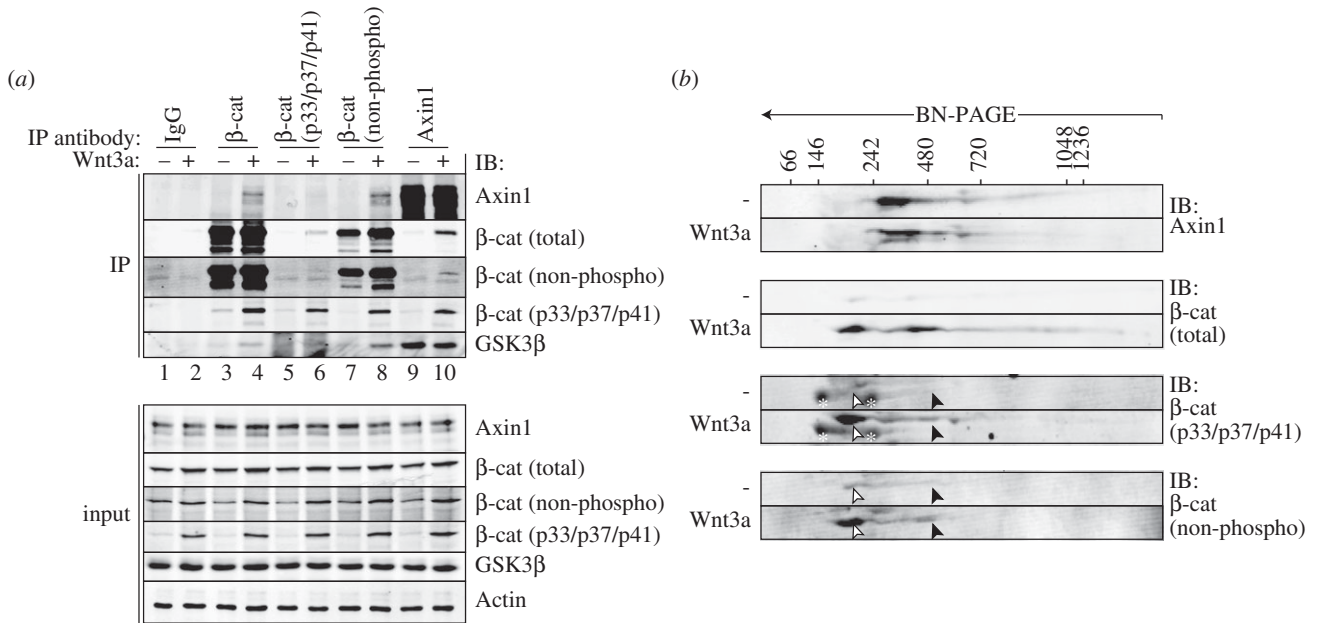 (a)
IP antibody: IgG β-cat β-cat (p33/p37/p41) β-cat (non-phospho) Axin1
Wnt3a: – + – + – + – + – + IB:
IP
Axin1
β-cat (total)
β-cat (non-phospho)
β-cat (p33/p37/p41)
GSK3β
1 2 3 4 5 6 7 8 9 10
input
Axin1
β-cat (total)
β-cat (non-phospho)
β-cat (p33/p37/p41)
GSK3β
Actin
(b)
BN-PAGE
66 146 242 480 720 1048 1236
-
Wnt3a
IB:
Axin1
-
Wnt3a
IB:
β-cat
(total)
-
Wnt3a
* *
* *
IB:
β-cat
(p33/p37/p41)
-
Wnt3a
IB:
β-cat
(non-phospho)